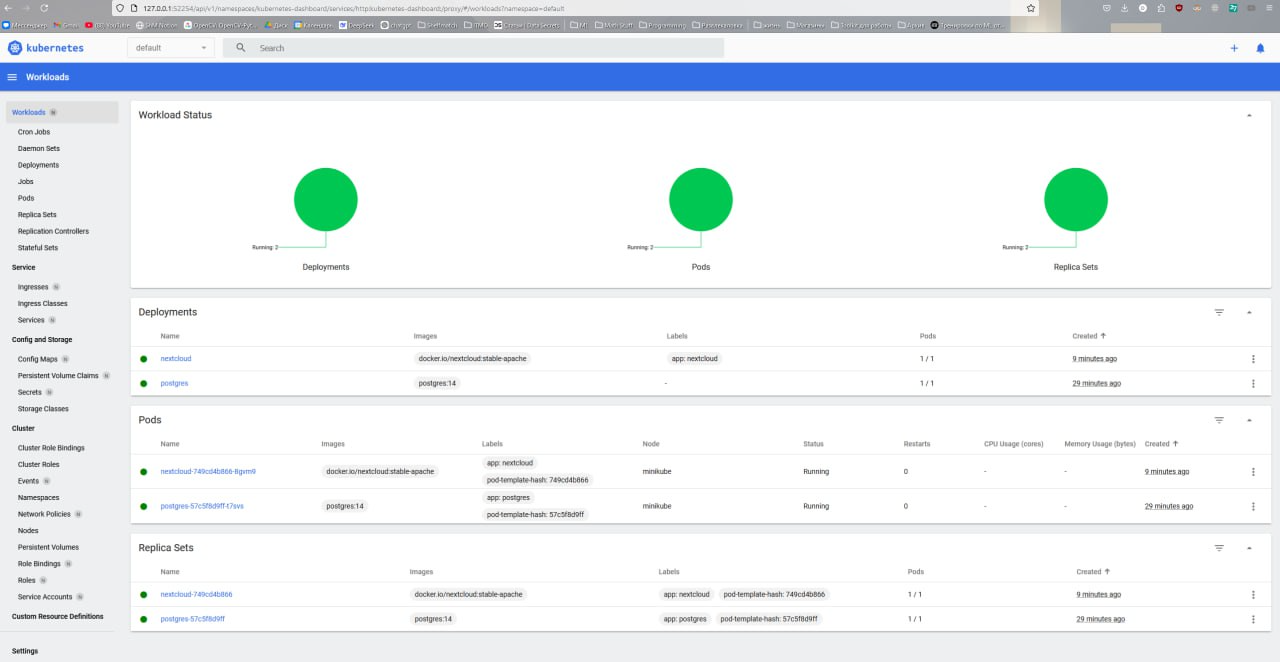 127.0.0.1:52254/api/v1/namespaces/kubernetes-dashboard/services/http:kubernetes-dashboard:/proxy/#/workloads?namespace=default
Мессенджер
Gmail
(33) YouTube
ShM Notion
OpenCV: OpenCV-Pyt...
Диск
DeepSeek
chatgpt
Статьи | Data Secrets
ML
Math Stuff
Programming
жизнь
Магазины
Toolkit для работы
Архив
kubernetes
default
Search
Workloads
Workloads N
Cron Jobs
Daemon Sets
Deployments
Jobs
Pods
Replica Sets
Replication Controllers
Stateful Sets
Service
Ingresses N
Ingress Classes
Services N
Config and Storage
Config Maps N
Persistent Volume Claims N
Secrets N
Storage Classes
Cluster
Cluster Role Bindings
Cluster Roles
Events N
Namespaces
Network Policies N
Nodes
Persistent Volumes
Role Bindings N
Roles N
Service Accounts N
Custom Resource Definitions
Settings
Workload Status
Running: 2
Deployments
Running: 2
Pods
Running: 2
Replica Sets
Deployments
Name Images Labels Pods Created
nextcloud docker.io/nextcloud:stable-apache app: nextcloud 1 / 1 9 minutes ago
postgres postgres:14 - 1 / 1 29 minutes ago
Pods
Name Images Labels Node Status Restarts CPU Usage (cores) Memory Usage (bytes) Created
nextcloud-749cd4b866-8gvm9 docker.io/nextcloud:stable-apache app: nextcloud pod-template-hash: 749cd4b866 minikube Running 0 - - 9 minutes ago
postgres-57c5f8d9ff-t7svs postgres:14 app: postgres pod-template-hash: 57c5f8d9ff minikube Running 0 - - 29 minutes ago
Replica Sets
Name Images Labels Pods Created
nextcloud-749cd4b866 docker.io/nextcloud:stable-apache app: nextcloud pod-template-hash: 749cd4b866 1 / 1 9 minutes ago
postgres-57c5f8d9ff postgres:14 app: postgres pod-template-hash: 57c5f8d9ff 1 / 1 29 minutes ago